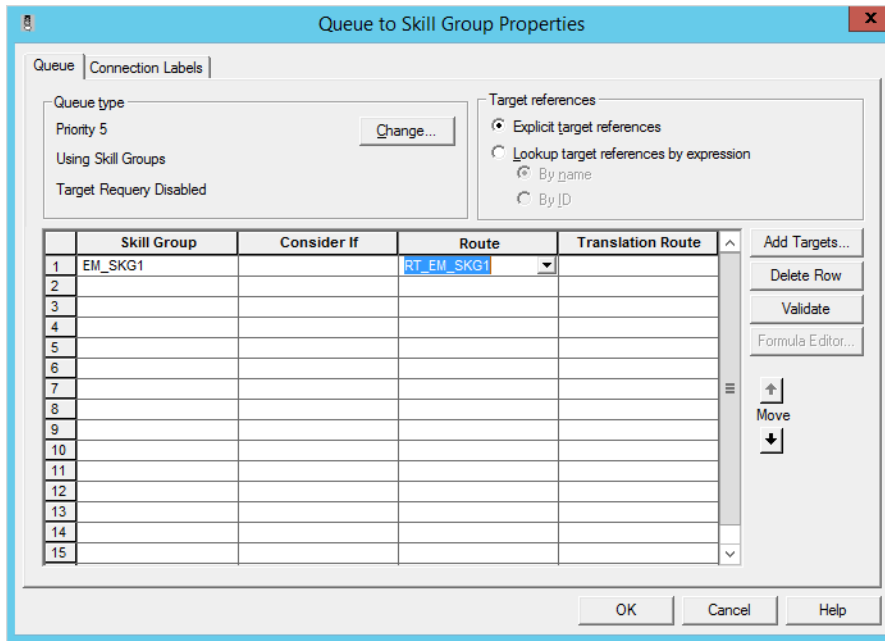 Queue to Skill Group Properties
x
Queue
Connection Labels
Queue type
Priority 5
Change...
Using Skill Groups
Target Requery Disabled
Target references
Explicit target references
Lookup target references by expression
By name
By ID
Skill Group Consider If Route Translation Route
1 EM_SKG1 RT_EM_SKG1
2
3
4
5
6
7
8
9
10
11
12
13
14
15
Add Targets...
Delete Row
Validate
Formula Editor...
Move
OK Cancel Help